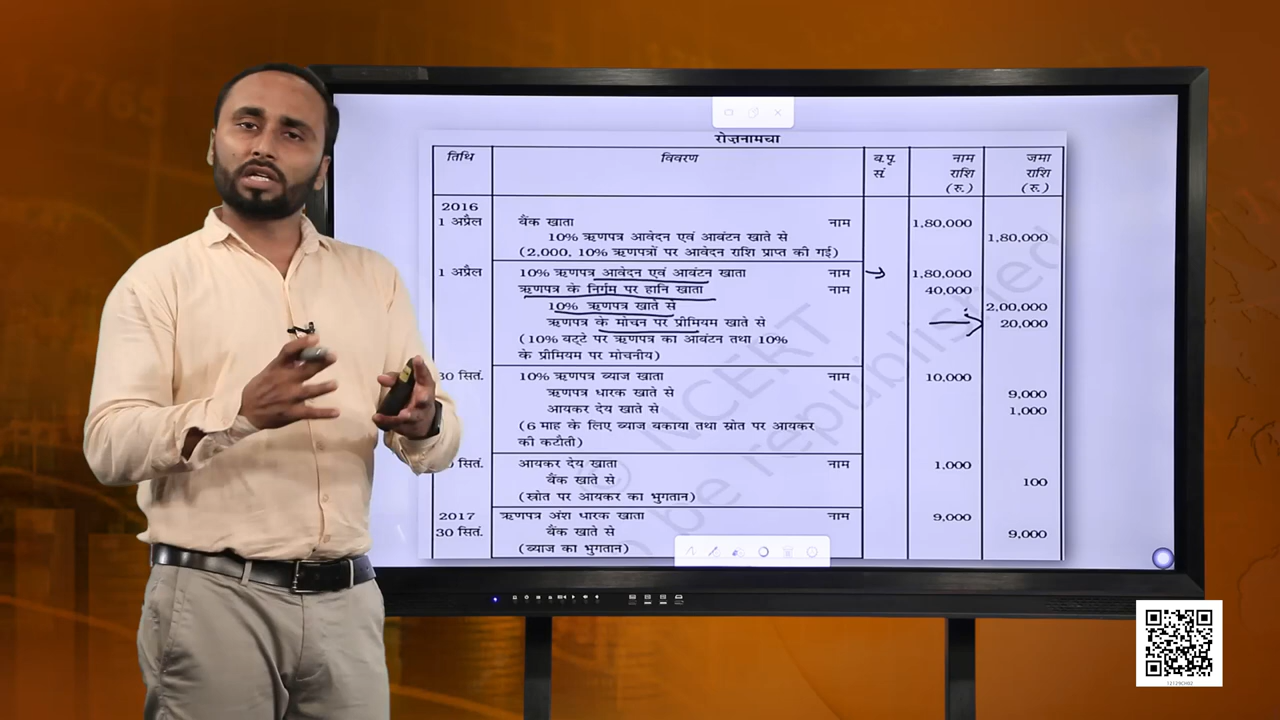 रोज़नामचा
तिथि विवरण ब.पृ. सं. नाम राशि (रु.) जमा राशि (रु.)
2016
1 अप्रैल बैंक खाता नाम 1,80,000
10% ऋणपत्र आवेदन एवं आवंटन खाते से 1,80,000
(2,000, 10% ऋणपत्रों पर आवेदन राशि प्राप्त की गई)
1 अप्रैल 10% ऋणपत्र आवेदन एवं आवंटन खाता नाम 1,80,000
ऋणपत्र के निर्गम पर हानि खाता नाम 40,000
10% ऋणपत्र खाते से 2,00,000
ऋणपत्र के मोचन पर प्रीमियम खाते से 20,000
(10% बट्टे पर ऋणपत्र का आवंटन तथा 10%
के प्रीमियम पर मोचनीय)
30 सितं. 10% ऋणपत्र ब्याज खाता नाम 10,000
ऋणपत्र धारक खाते से 9,000
आयकर देय खाते से 1,000
(6 माह के लिए ब्याज बकाया तथा स्रोत पर आयकर
की कटौती)
सितं. आयकर देय खाता नाम 1,000
बैंक खाते से 100
(स्रोत पर आयकर का भुगतान)
2017 ऋणपत्र अंश धारक खाता नाम 9,000
30 सितं. बैंक खाते से 9,000
(ब्याज का भुगतान)
© NCERT
be republished
12129CH02